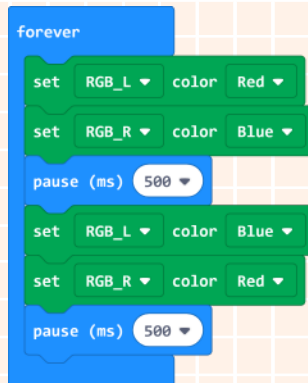 forever
set RGB_L color Red
set RGB_R color Blue
pause (ms) 500
set RGB_L color Blue
set RGB_R color Red
pause (ms) 500